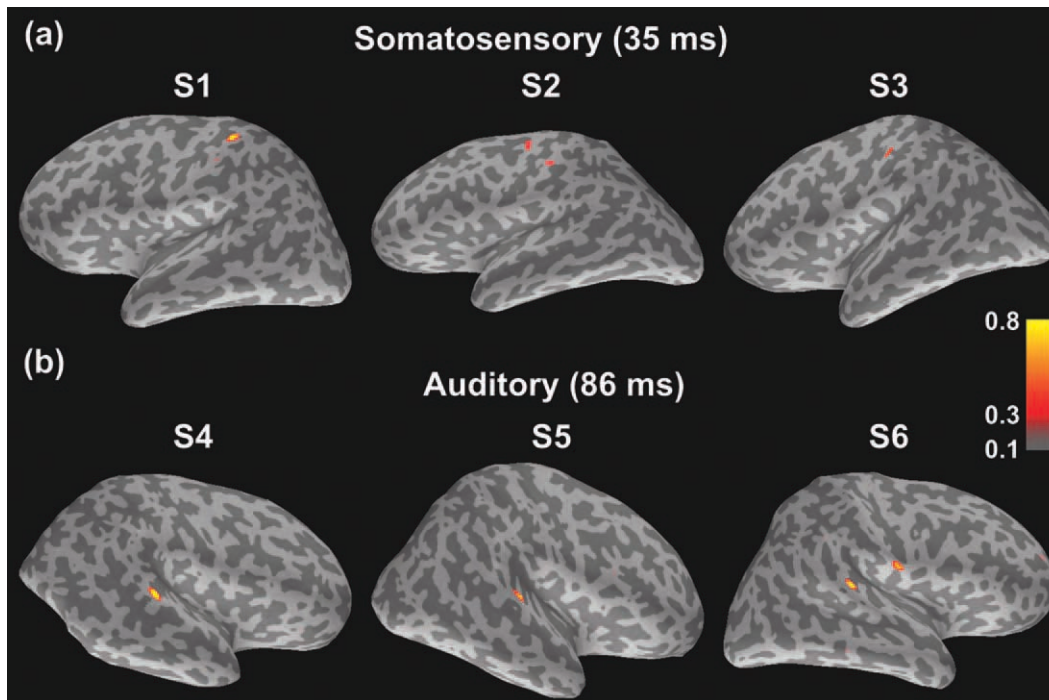 (a)
Somatosensory (35 ms)
S1 S2 S3
0.8
0.3
0.1
(b)
Auditory (86 ms)
S4 S5 S6